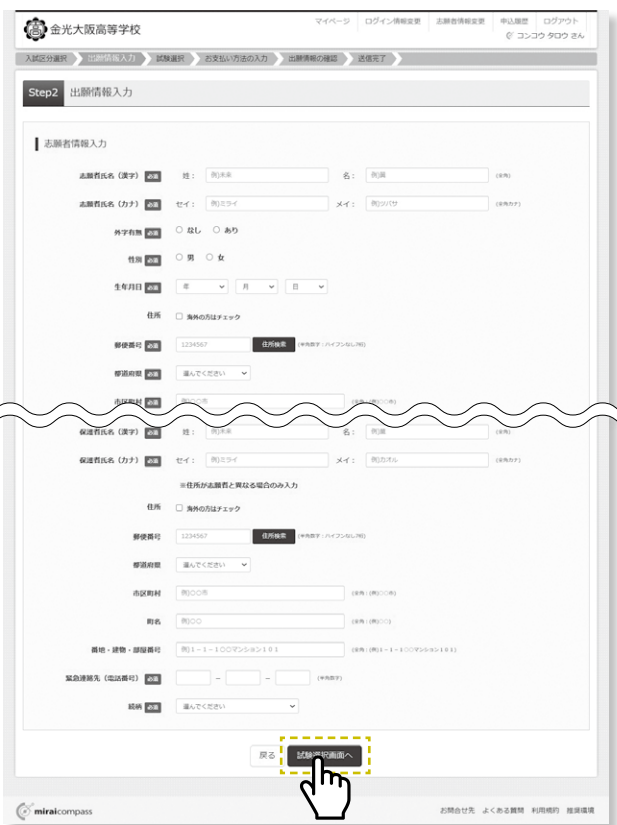 金光大阪高等学校
マイページ ログイン情報変更 志願者情報変更 申込履歴 ログアウト
コンコウ タロウ さん
入試区分選択 出願情報入力 試験選択 お支払い方法の入力 出願情報の確認 送信完了
Step2 出願情報入力
志願者情報入力
志願者氏名（漢字） 必須 姓： 例)未来 名： 例)翼 (全角)
志願者氏名（カナ） 必須 セイ： 例)ミライ メイ： 例)ツバサ (全角カナ)
外字有無 必須 なし あり
性別 必須 男 女
生年月日 必須 年 月 日
住所 海外の方はチェック
郵便番号 必須 1234567 住所検索 (半角数字：ハイフンなし7桁)
都道府県 必須 選んでください
市区町村 必須 例)○○市 (全角：(例)○○市)
保護者氏名（漢字） 必須 姓： 例)未来 名： (全角)
保護者氏名（カナ） 必須 セイ： 例)ミライ メイ： 例)カオル (全角カナ)
※住所が志願者と異なる場合のみ入力
住所 海外の方はチェック
郵便番号 1234567 住所検索 (半角数字：ハイフンなし7桁)
都道府県 選んでください
市区町村 例)○○市 (全角：(例)○○市)
町名 例)○○ (全角：(例)○○)
番地・建物・部屋番号 例)１－１－１○○マンション１０１ (全角：(例)１－１－１○○マンション１０１)
緊急連絡先（電話番号） 必須 － － (半角数字)
続柄 必須 選んでください
戻る 試験選択画面へ
miraicompass
お問合せ先 よくある質問 利用規約 推奨環境